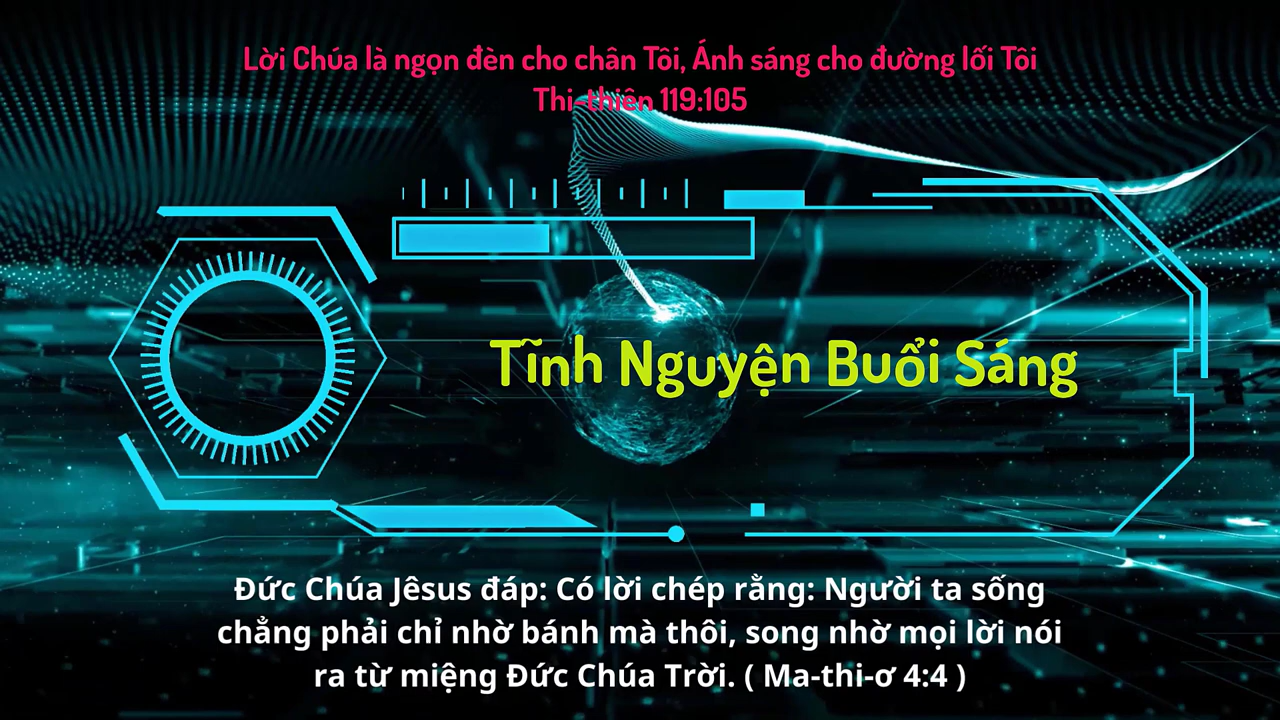 Lời Chúa là ngọn đèn cho chân Tôi, Ánh sáng cho đường lối Tôi
Thi-thiên 119:105
Tĩnh Nguyện Buổi Sáng
Đức Chúa Jêsus đáp: Có lời chép rằng: Người ta sống
chẳng phải chỉ nhờ bánh mà thôi, song nhờ mọi lời nói
ra từ miệng Đức Chúa Trời. ( Ma-thi-ơ 4:4 )